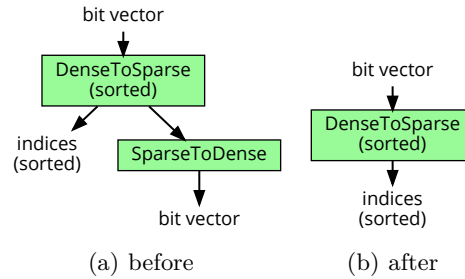 bit vector
DenseToSparse
(sorted)
indices
(sorted)
SparseToDense
bit vector
(a) before
bit vector
DenseToSparse
(sorted)
indices
(sorted)
(b) after